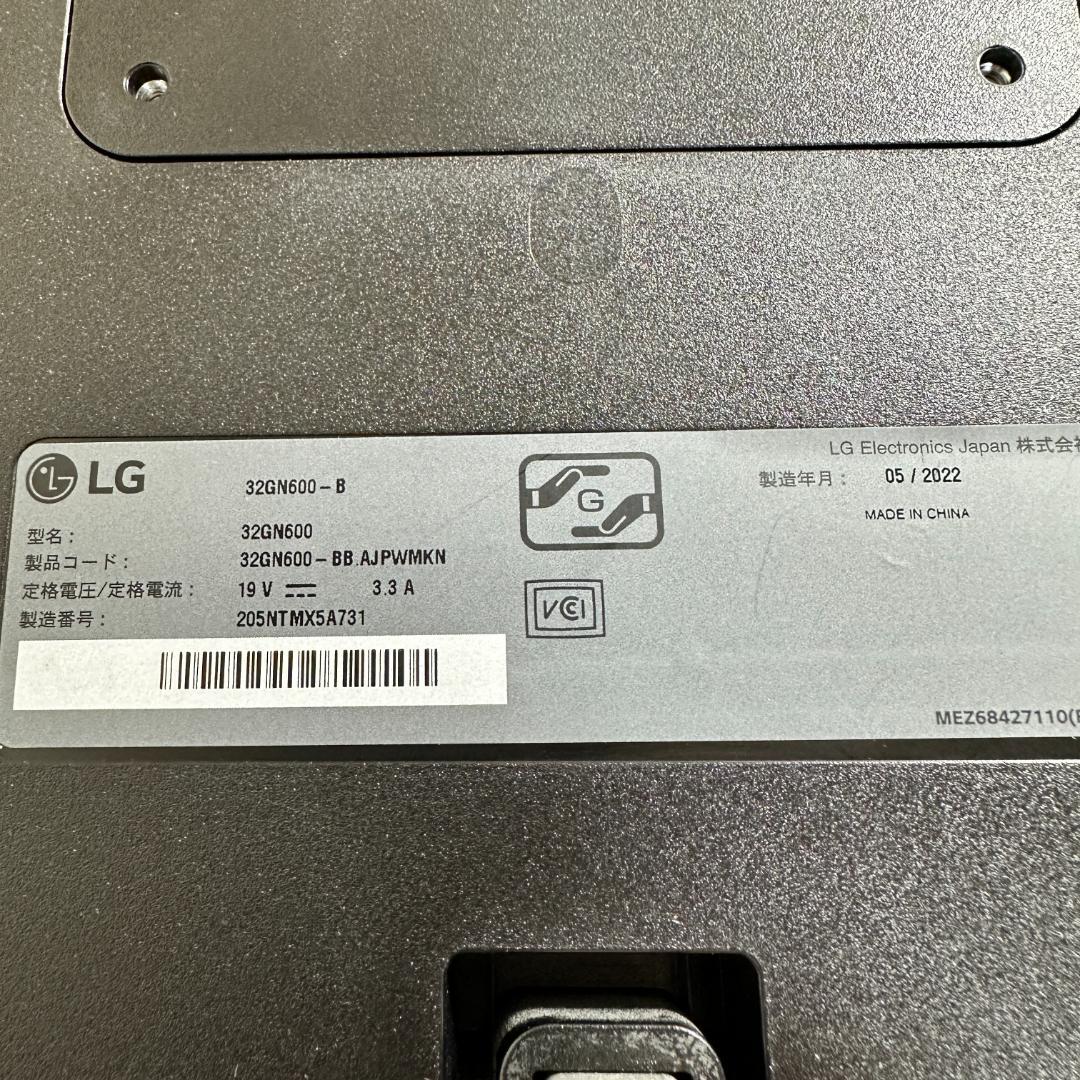 LG
32GN600-B
型名: 32GN600
製品コード: 32GN600-BB.AJPWMKN
定格電圧/定格電流: 19 V ⎓ 3.3 A
製造番号: 205NTMX5A731
G
VCCI
LG Electronics Japan 株式会
製造年月: 05 / 2022
MADE IN CHINA
MEZ68427110(